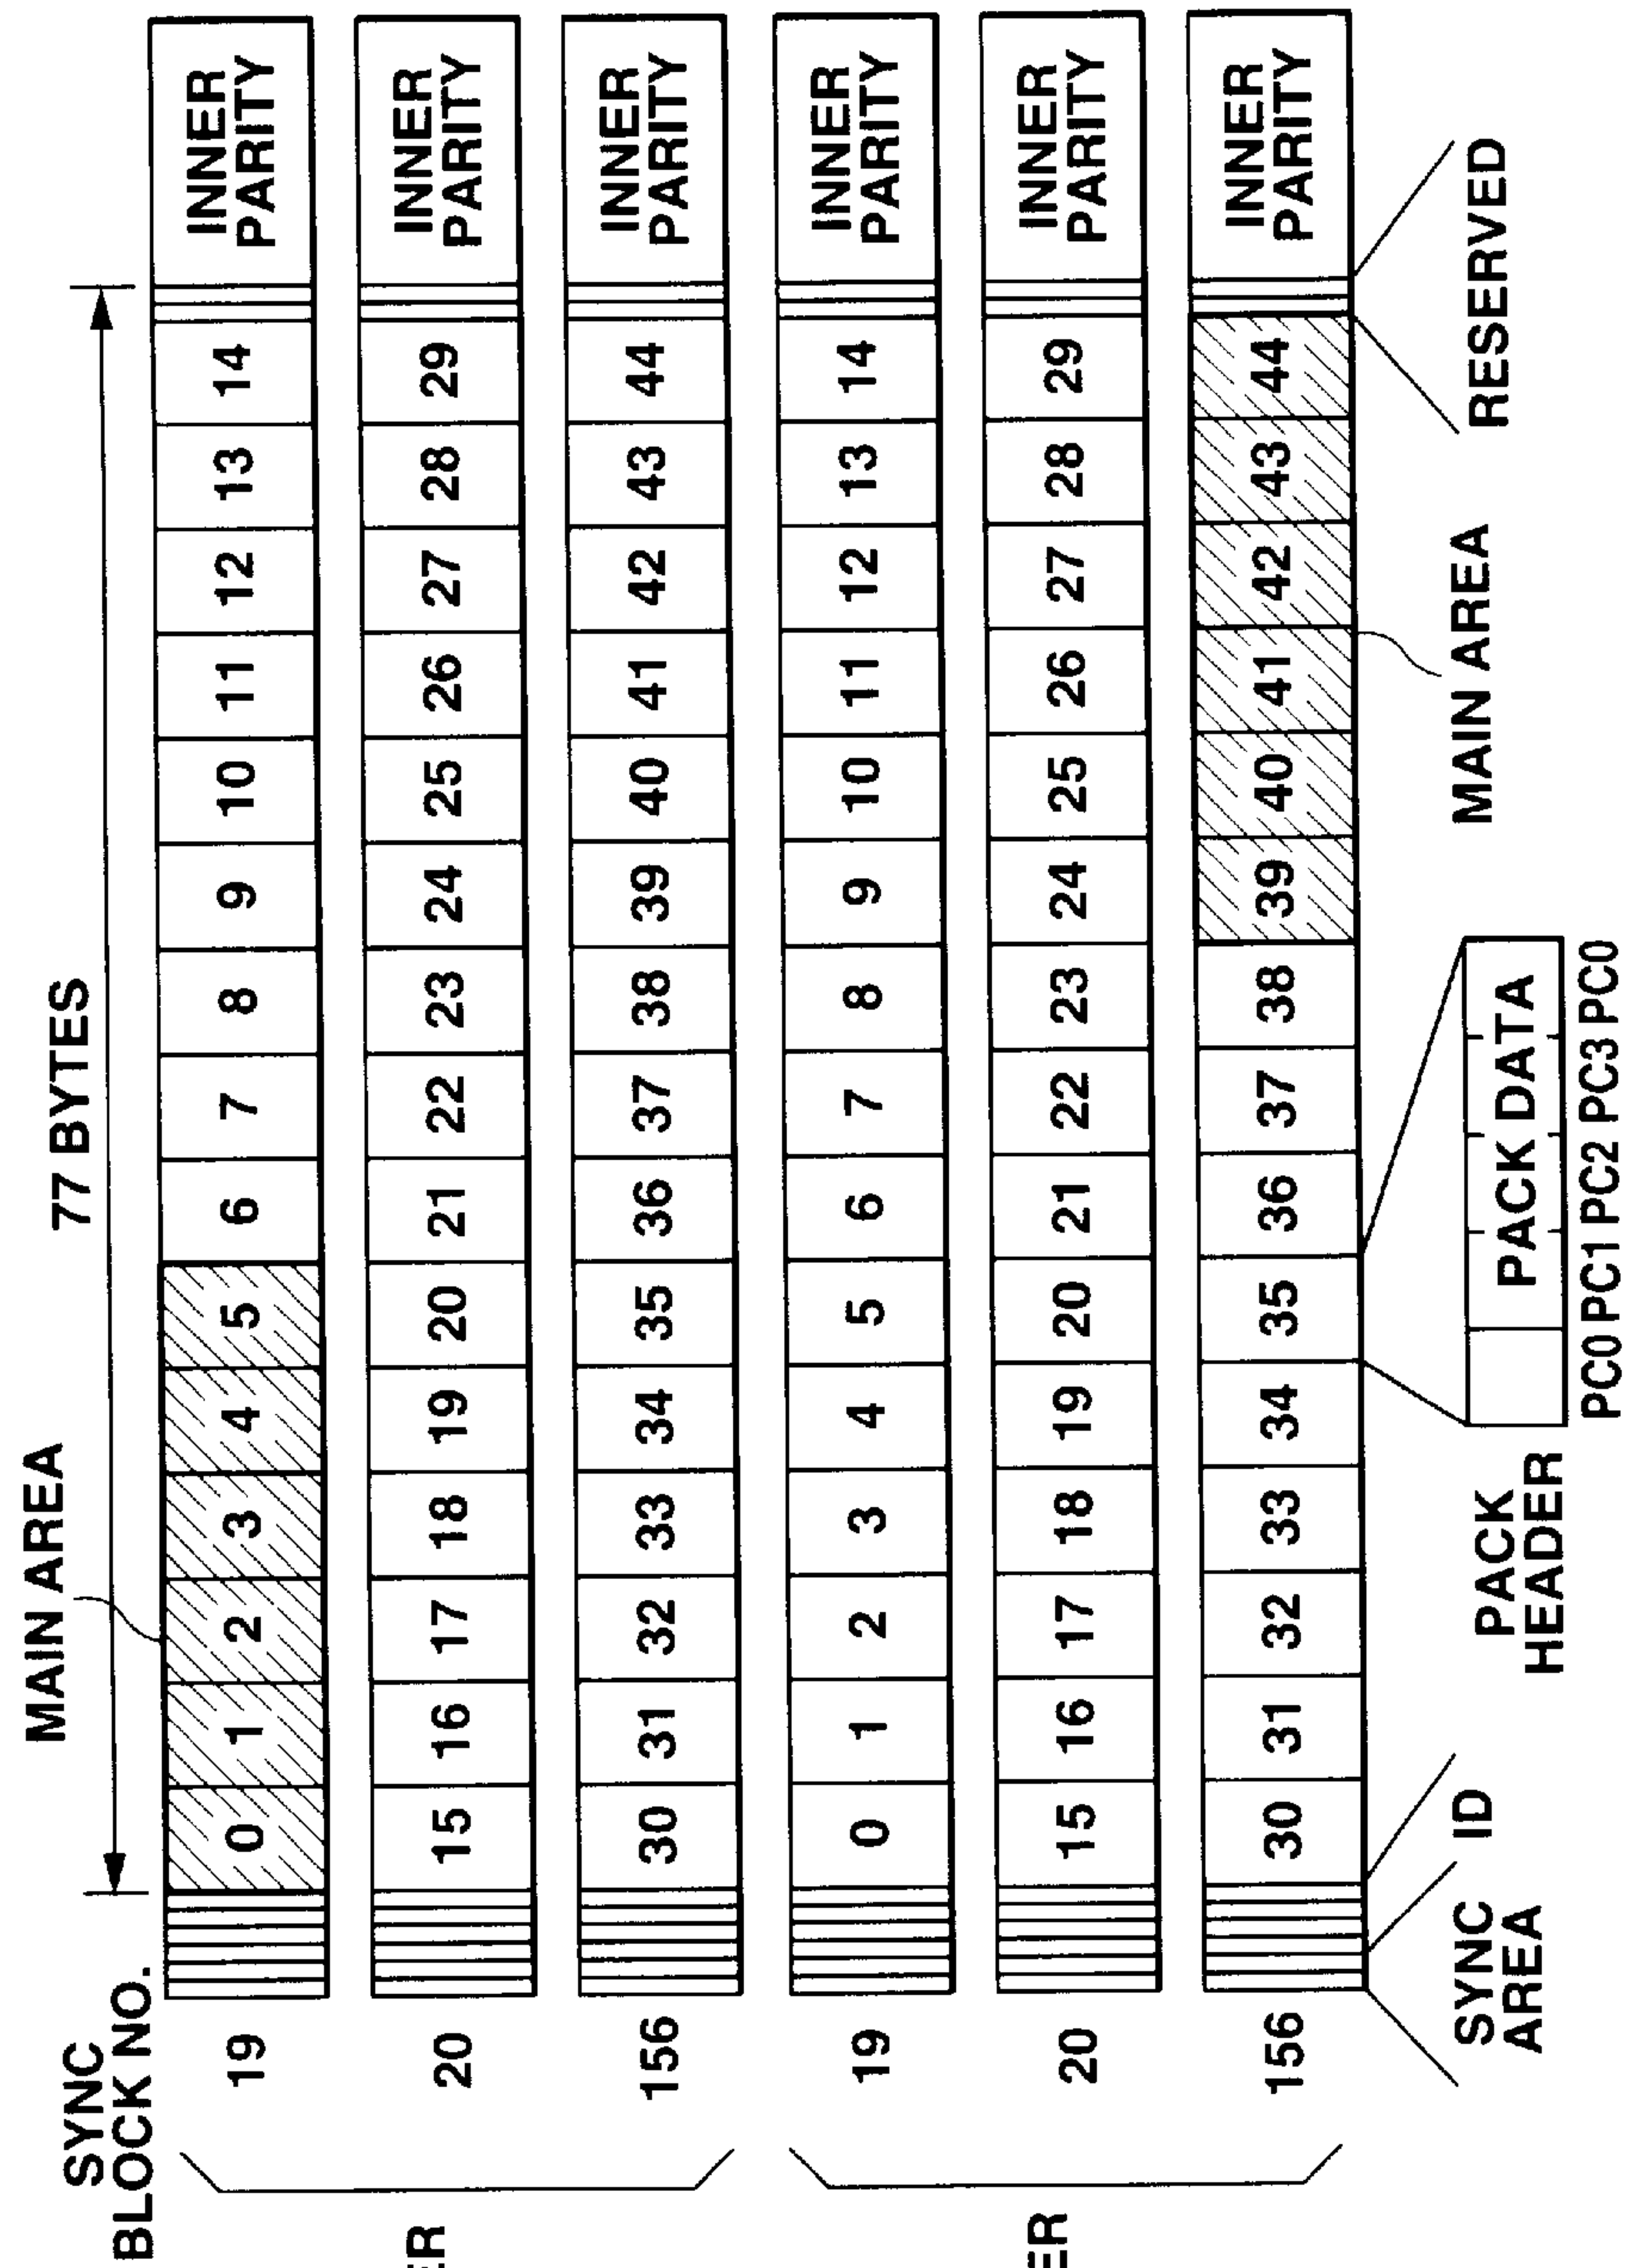 SYNC
BLOCK NO.
MAIN AREA
77 BYTES
19 0 1 2 3 4 5 6 7 8 9 10 11 12 13 14 INNER PARITY
20 15 16 17 18 19 20 21 22 23 24 25 26 27 28 29 INNER PARITY
156 30 31 32 33 34 35 36 37 38 39 40 41 42 43 44 INNER PARITY
19 0 1 2 3 4 5 6 7 8 9 10 11 12 13 14 INNER PARITY
20 15 16 17 18 19 20 21 22 23 24 25 26 27 28 29 INNER PARITY
156 30 31 32 33 34 35 36 37 38 39 40 41 42 43 44 INNER PARITY
SYNC
AREA
ID
PACK
HEADER
PACK DATA
PC0 PC1 PC2 PC3 PC0
MAIN AREA
RESERVED